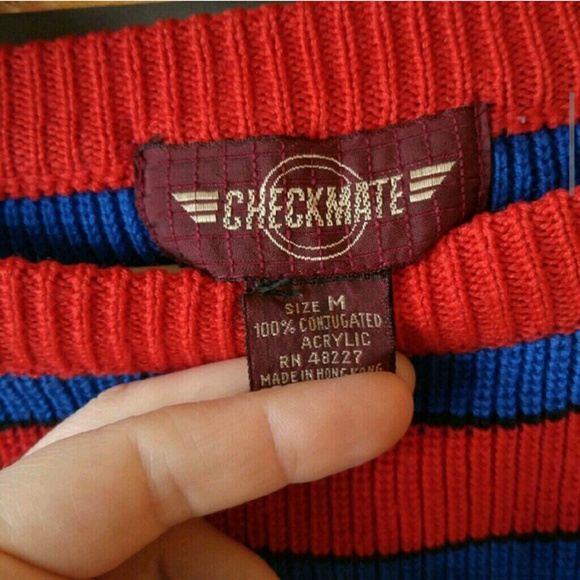 CHECKMATE
SIZE M
100% CONJUGATED
ACRYLIC
RN 48227
MADE IN HONG KONG